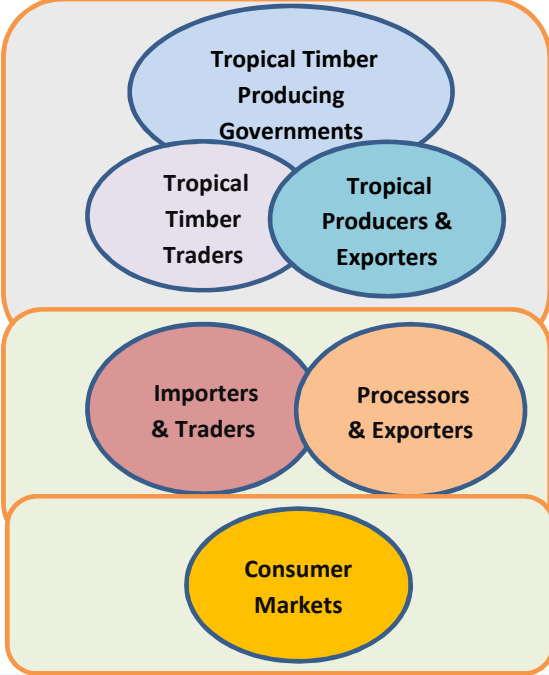 Tropical Timber
Producing
Governments
Tropical
Timber
Traders
Tropical
Producers &
Exporters
Importers
& Traders
Processors
& Exporters
Consumer
Markets